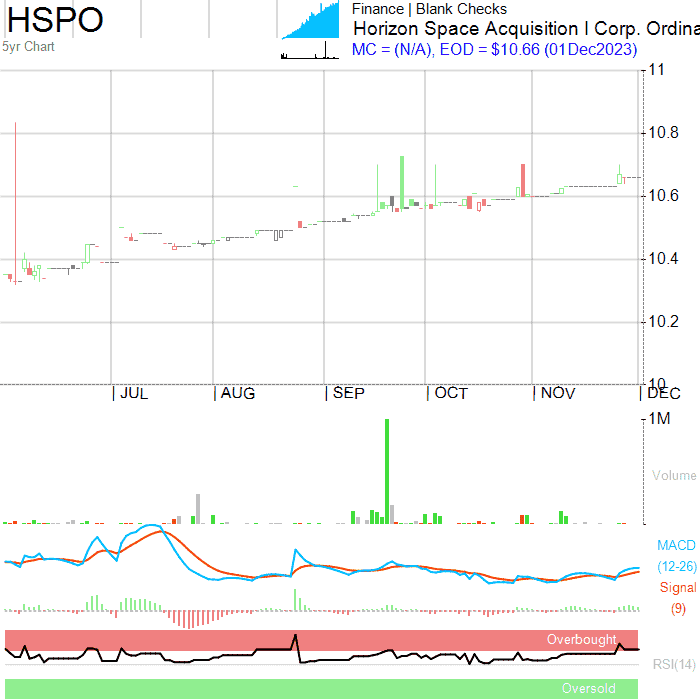 HSPO
5yr Chart
Finance | Blank Checks
Horizon Space Acquisition I Corp. Ordina
MC = (N/A), EOD = $10.66 (01Dec2023)
11
10.8
10.6
10.4
10.2
10
JUL
AUG
SEP
OCT
NOV
DEC
1M
Volume
MACD
(12-26)
Signal
(9)
Overbought
RSI(14)
Oversold